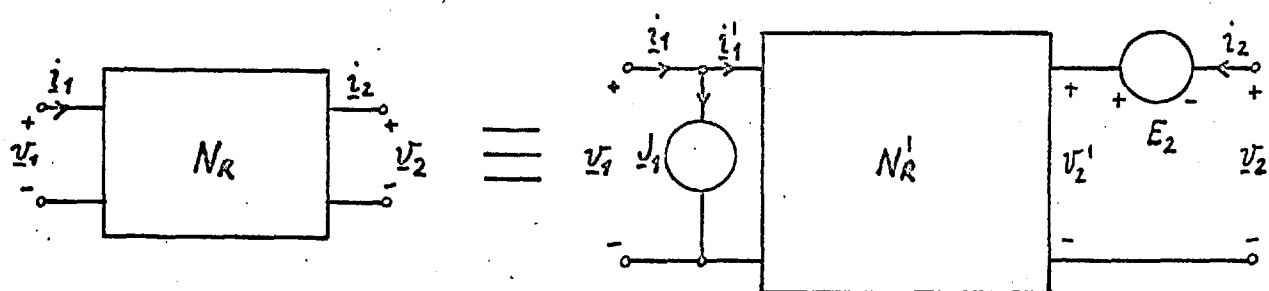 i1 i2
+ +
v1 NR v2
- -
i1 i1' i2
+ + + - +
E2
v1 J1 NR' v2' v2
- - -